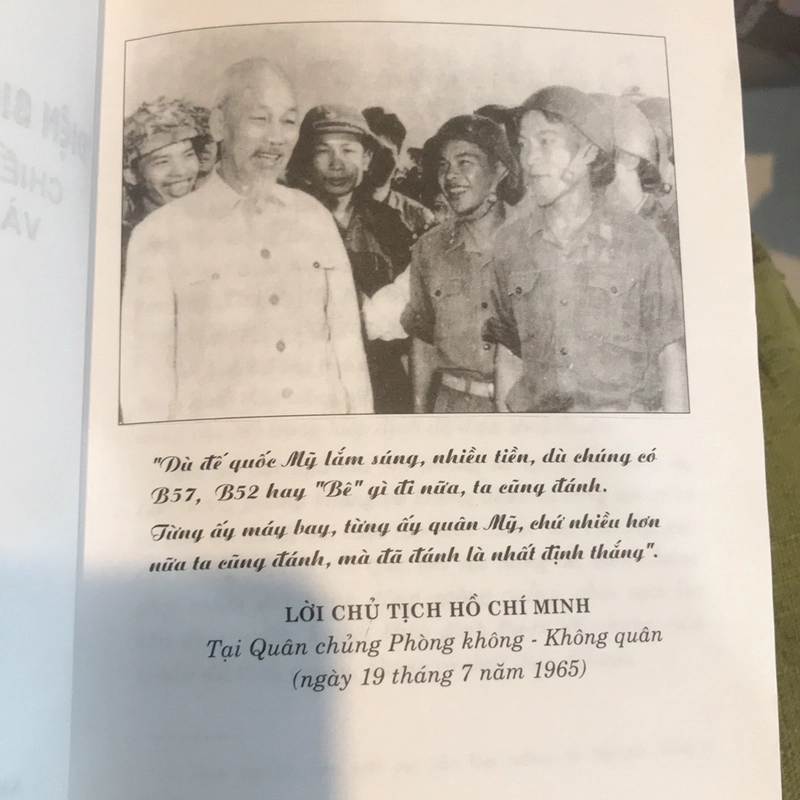 "Dù đế quốc Mỹ lắm súng, nhiều tiền, dù chúng có
B57, B52 hay "Bê" gì đi nữa, ta cũng đánh.
Từng ấy máy bay, từng ấy quân Mỹ, chứ nhiều hơn
nữa ta cũng đánh, mà đã đánh là nhất định thắng".
LỜI CHỦ TỊCH HỒ CHÍ MINH
Tại Quân chủng Phòng không - Không quân
(ngày 19 tháng 7 năm 1965)